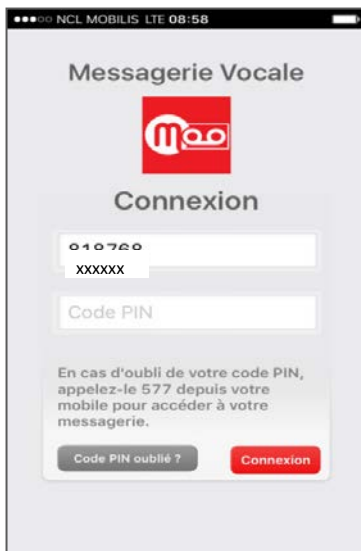 NCL MOBILIS LTE 08:58
Messagerie Vocale
Connexion
xxxxxx
Code PIN
En cas d'oubli de votre code PIN,
appelez-le 577 depuis votre
mobile pour accéder à votre
messagerie.
Code PIN oublié ?
Connexion